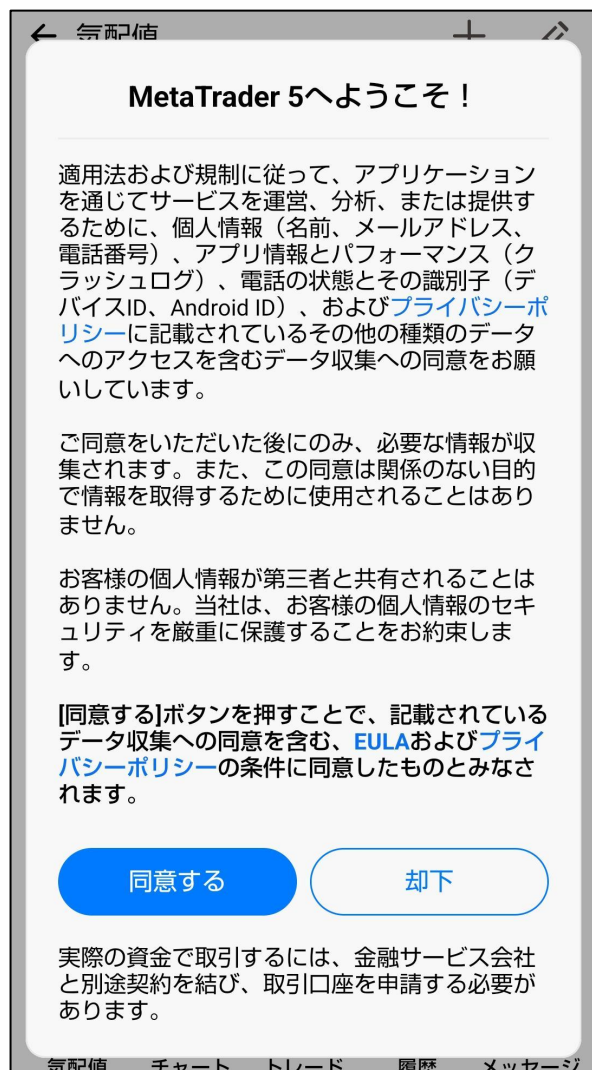 ← 気配値
MetaTrader 5へようこそ！
適用法および規制に従って、アプリケーション
を通じてサービスを運営、分析、または提供す
るために、個人情報（名前、メールアドレス、
電話番号）、アプリ情報とパフォーマンス（ク
ラッシュログ）、電話の状態とその識別子（デ
バイスID、Android ID）、およびプライバシーポ
リシーに記載されているその他の種類のデータ
へのアクセスを含むデータ収集への同意をお願
いしています。
ご同意をいただいた後にのみ、必要な情報が収
集されます。また、この同意は関係のない目的
で情報を取得するために使用されることはあり
ません。
お客様の個人情報が第三者と共有されることは
ありません。当社は、お客様の個人情報のセキ
ュリティを厳重に保護することをお約束しま
す。
[同意する]ボタンを押すことで、記載されている
データ収集への同意を含む、EULAおよびプライ
バシーポリシーの条件に同意したものとみなさ
れます。
同意する 却下
実際の資金で取引するには、金融サービス会社
と別途契約を結び、取引口座を申請する必要が
あります。
気配値 チャート トレード 履歴 メッセージ